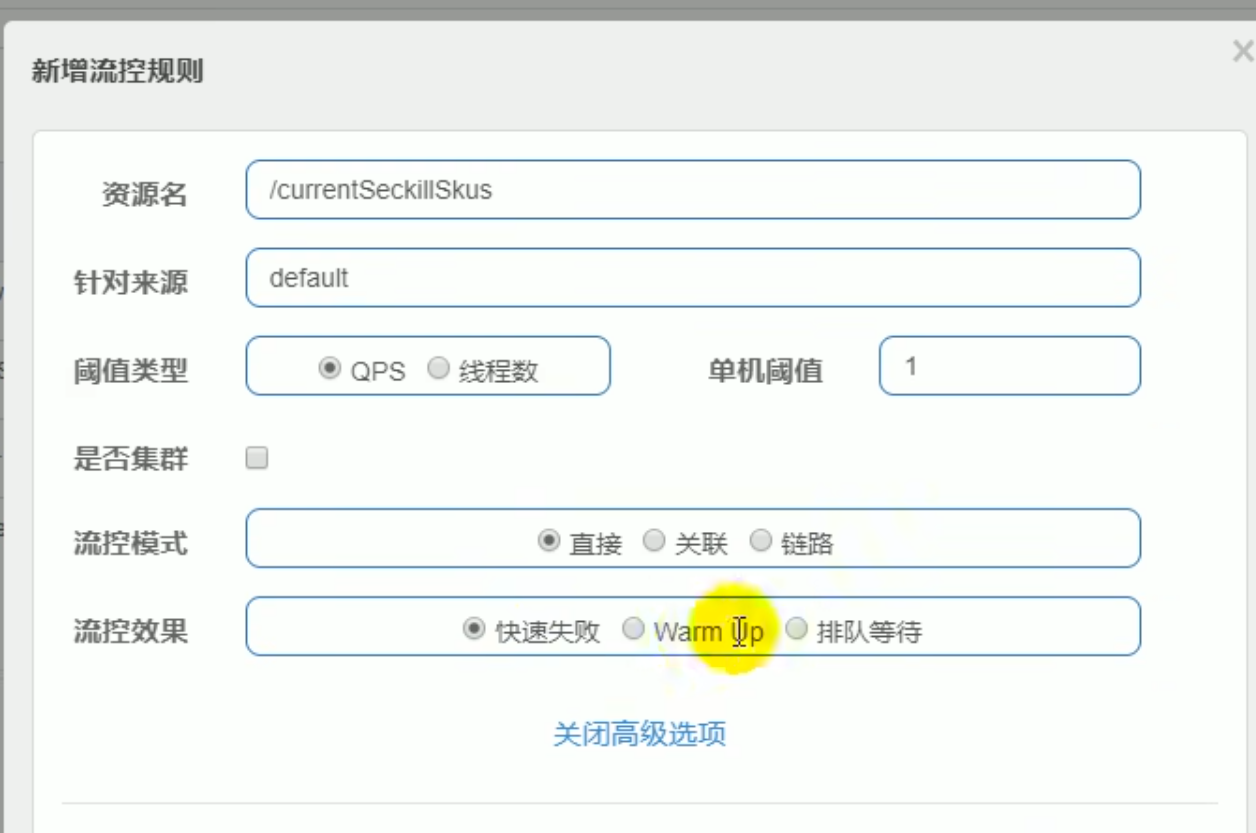 新增流控规则
资源名 /currentSeckillSkus
针对来源 default
阈值类型 QPS 线程数 单机阈值 1
是否集群
流控模式 直接 关联 链路
流控效果 快速失败 Warm Up 排队等待
关闭高级选项